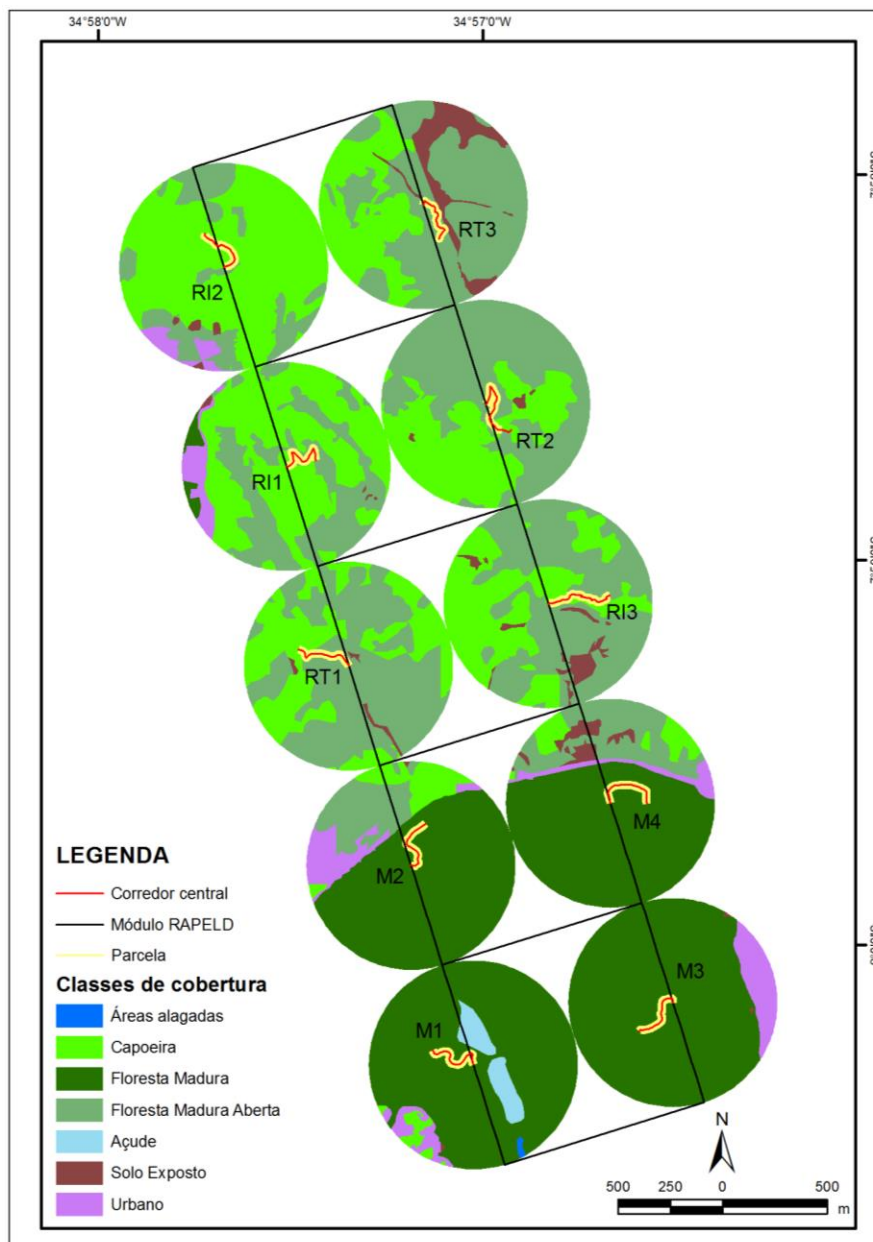 34°58'0"W
34°57'0"W
RT3
RI2
RT2
RI1
RI3
RT1
M4
M2
M3
M1
LEGENDA
Corredor central
Módulo RAPELD
Parcela
Classes de cobertura
Áreas alagadas
Capoeira
Floresta Madura
Floresta Madura Aberta
Açude
Solo Exposto
Urbano
N
500 250 0 500
m